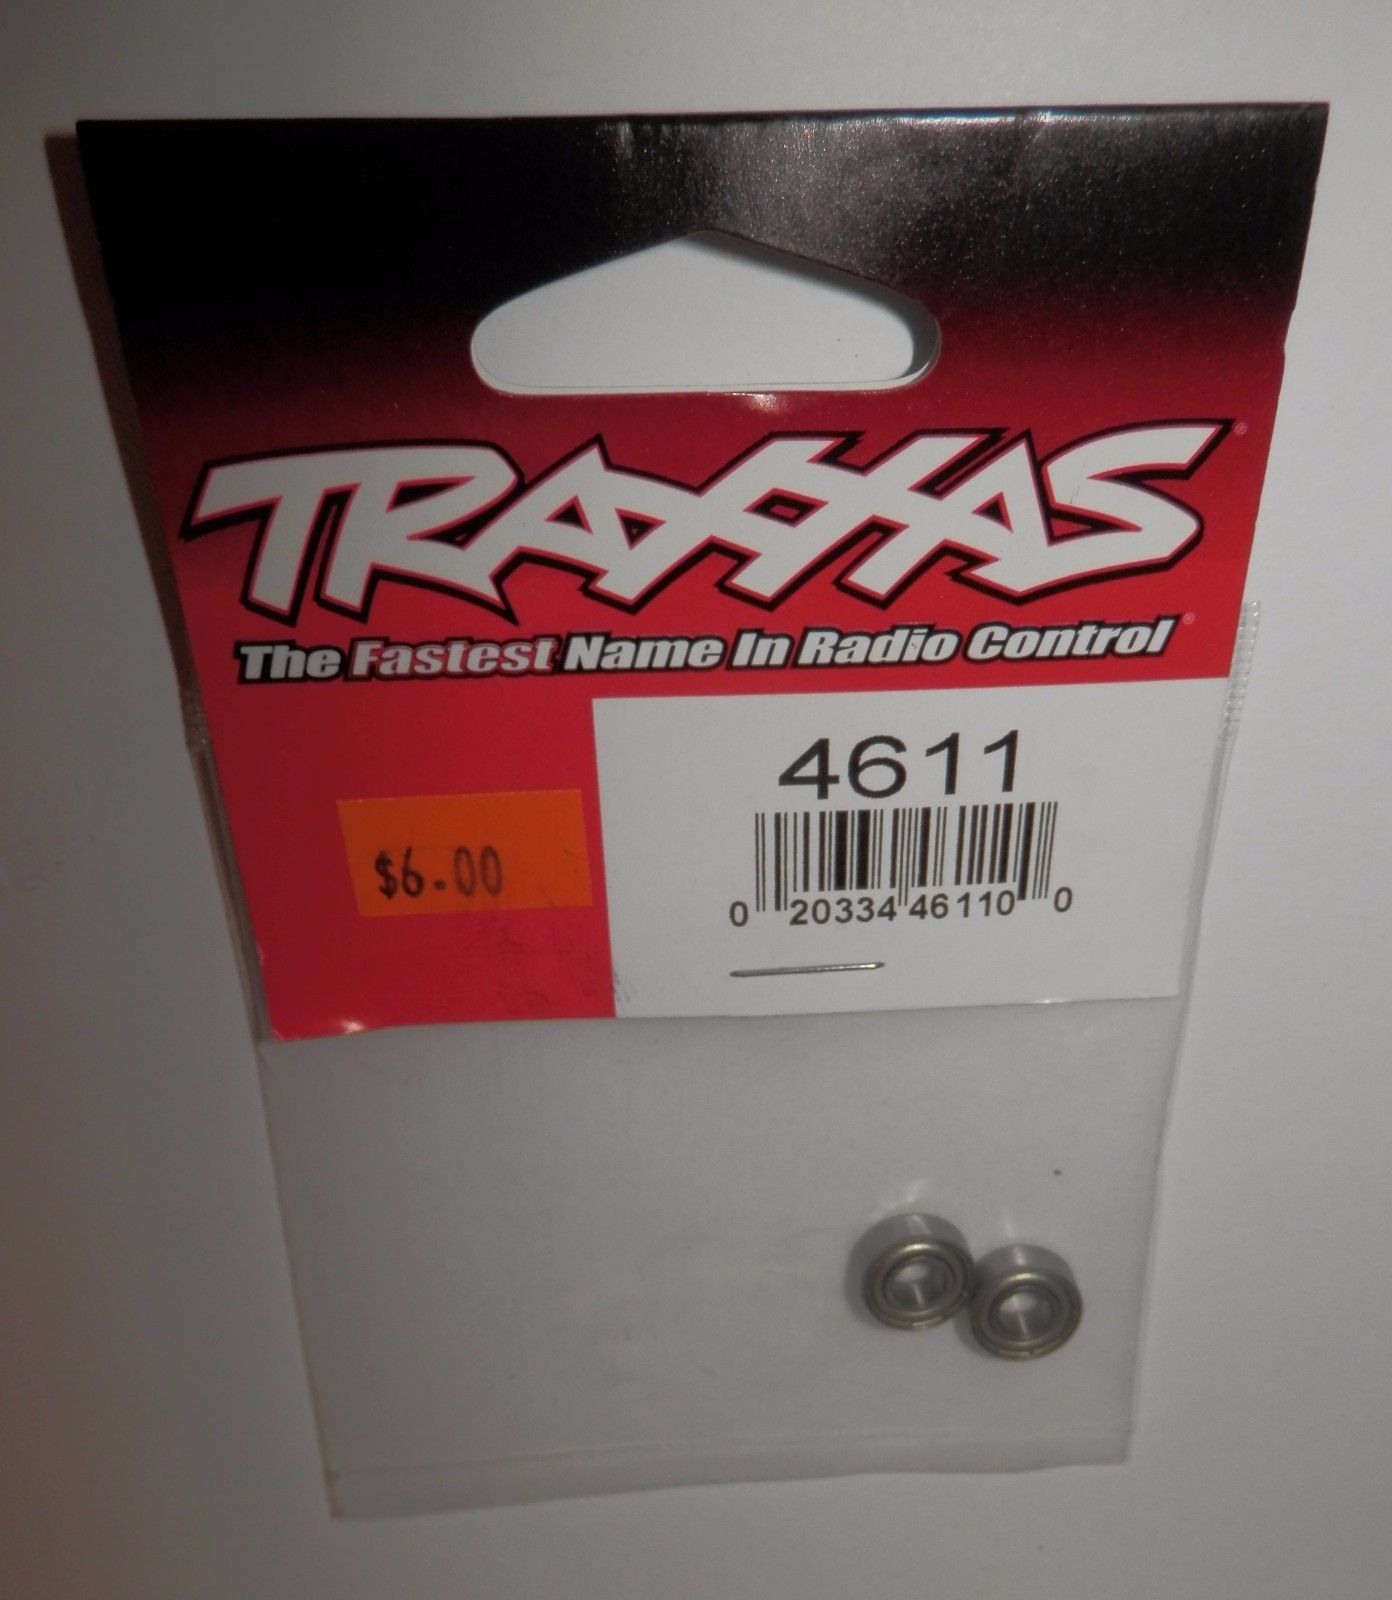 TRAXXAS®
The Fastest Name In Radio Control®
4611
$6.00
0 20334 46110 0